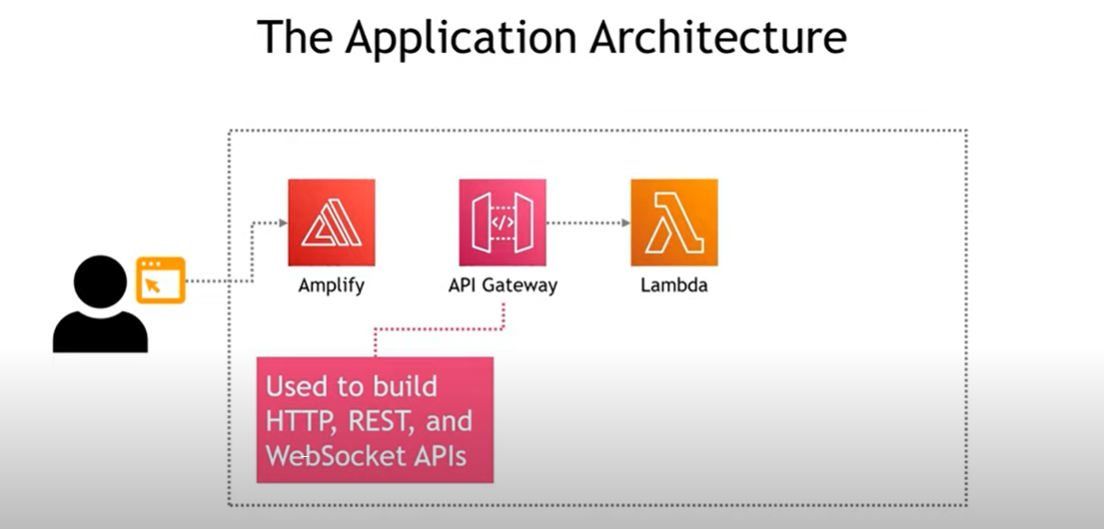 The Application Architecture
Amplify
API Gateway
Lambda
Used to build
HTTP, REST, and
WebSocket APIs